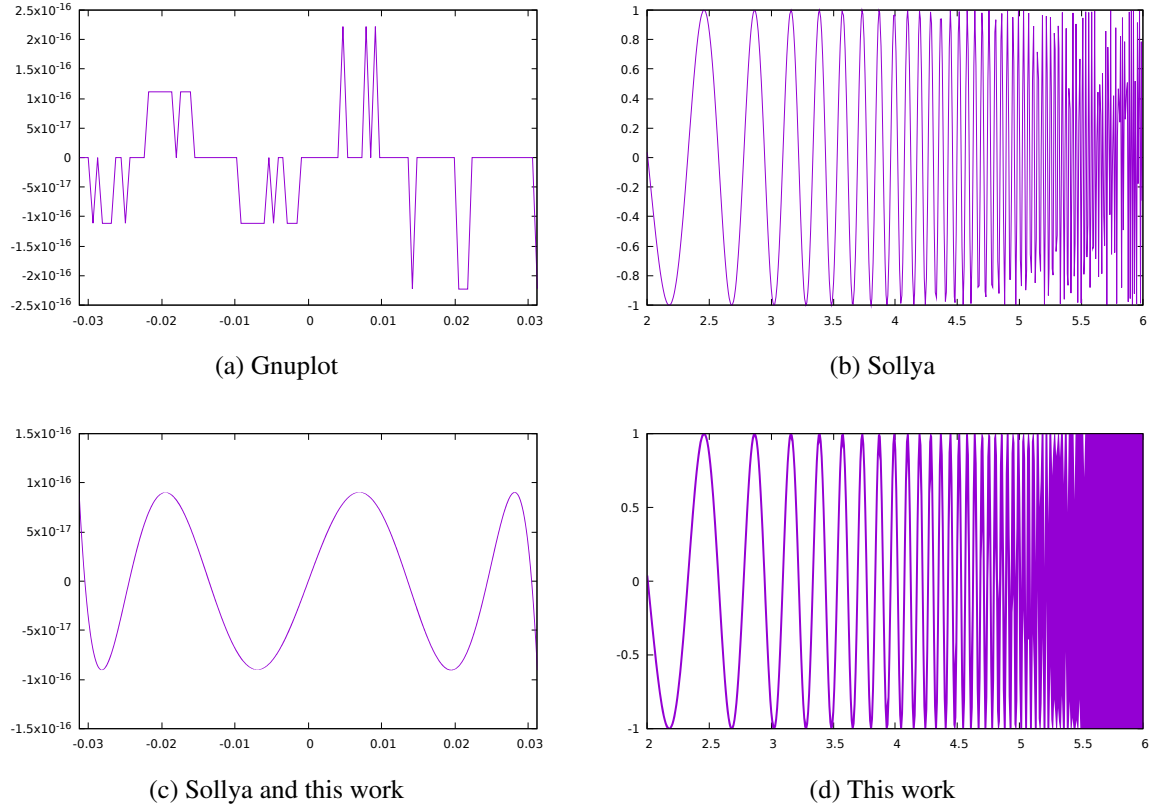 2.5x10-16
2x10-16
1.5x10-16
1x10-16
5x10-17
0
-5x10-17
-1x10-16
-1.5x10-16
-2x10-16
-2.5x10-16
-0.03 -0.02 -0.01 0 0.01 0.02 0.03
(a) Gnuplot
1
0.8
0.6
0.4
0.2
0
-0.2
-0.4
-0.6
-0.8
-1
2 2.5 3 3.5 4 4.5 5 5.5 6
(b) Sollya
1.5x10-16
1x10-16
5x10-17
0
-5x10-17
-1x10-16
-1.5x10-16
-0.03 -0.02 -0.01 0 0.01 0.02 0.03
(c) Sollya and this work
1
0.5
0
-0.5
-1
2 2.5 3 3.5 4 4.5 5 5.5 6
(d) This work